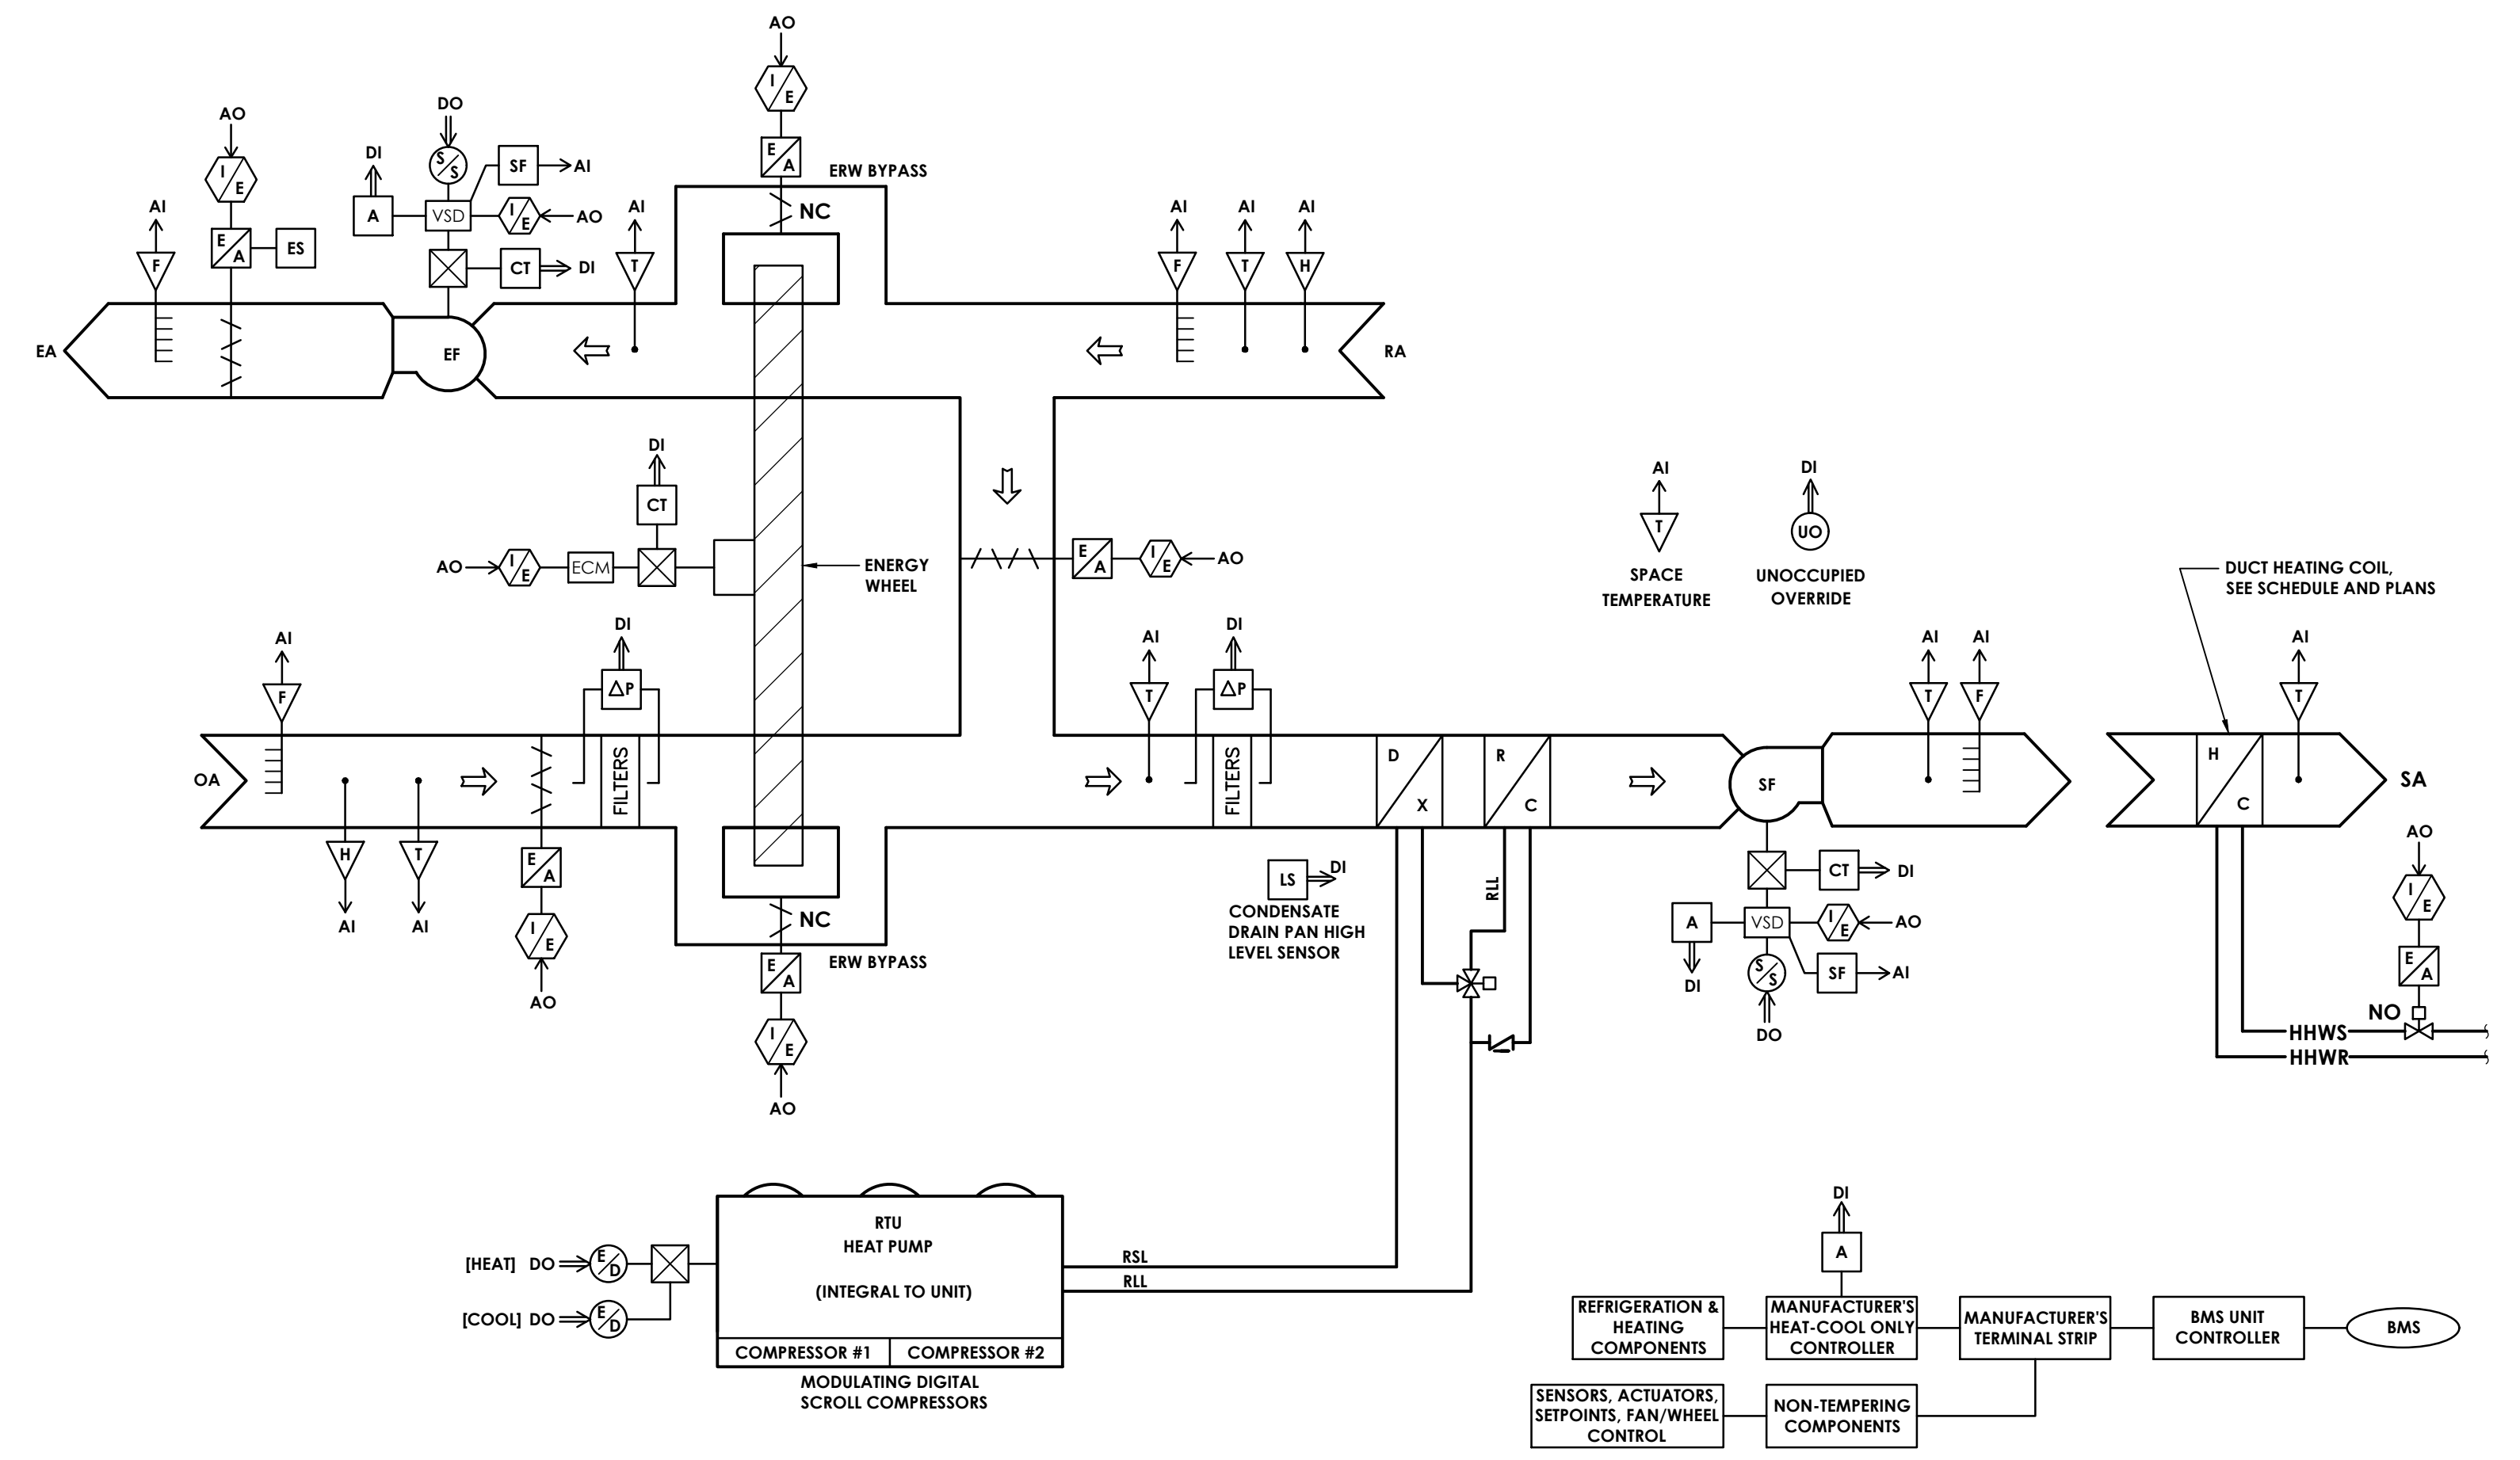 AO
I/E
E/A
ERW BYPASS
NC
AO
I/E
E/A
ES
DO
S/S
DI
A
VSD
SF
AI
I/E
AO
CT
DI
AI
F
AI
T
AI
F
AI
T
AI
H
EA
EF
RA
DI
CT
AO
I/E
ECM
ENERGY
WHEEL
E/A
I/E
AO
AI
T
SPACE
TEMPERATURE
DI
UO
UNOCCUPIED
OVERRIDE
DUCT HEATING COIL,
SEE SCHEDULE AND PLANS
AI
F
DI
△P
AI
T
DI
△P
AI
T
AI
F
AI
T
OA
FILTERS
FILTERS
D/X
R/C
SF
H/C
SA
H
AI
T
AI
E/A
I/E
AO
NC
ERW BYPASS
E/A
I/E
AO
LS
DI
CONDENSATE
DRAIN PAN HIGH
LEVEL SENSOR
RLL
CT
DI
A
DI
VSD
I/E
AO
S/S
DO
SF
AI
AO
I/E
E/A
NO
HHWS
HHWR
RTU
HEAT PUMP
(INTEGRAL TO UNIT)
[HEAT] DO
E/D
[COOL] DO
E/D
RSL
RLL
COMPRESSOR #1
COMPRESSOR #2
MODULATING DIGITAL
SCROLL COMPRESSORS
DI
A
REFRIGERATION &
HEATING
COMPONENTS
MANUFACTURER'S
HEAT-COOL ONLY
CONTROLLER
MANUFACTURER'S
TERMINAL STRIP
BMS UNIT
CONTROLLER
BMS
SENSORS, ACTUATORS,
SETPOINTS, FAN/WHEEL
CONTROL
NON-TEMPERING
COMPONENTS